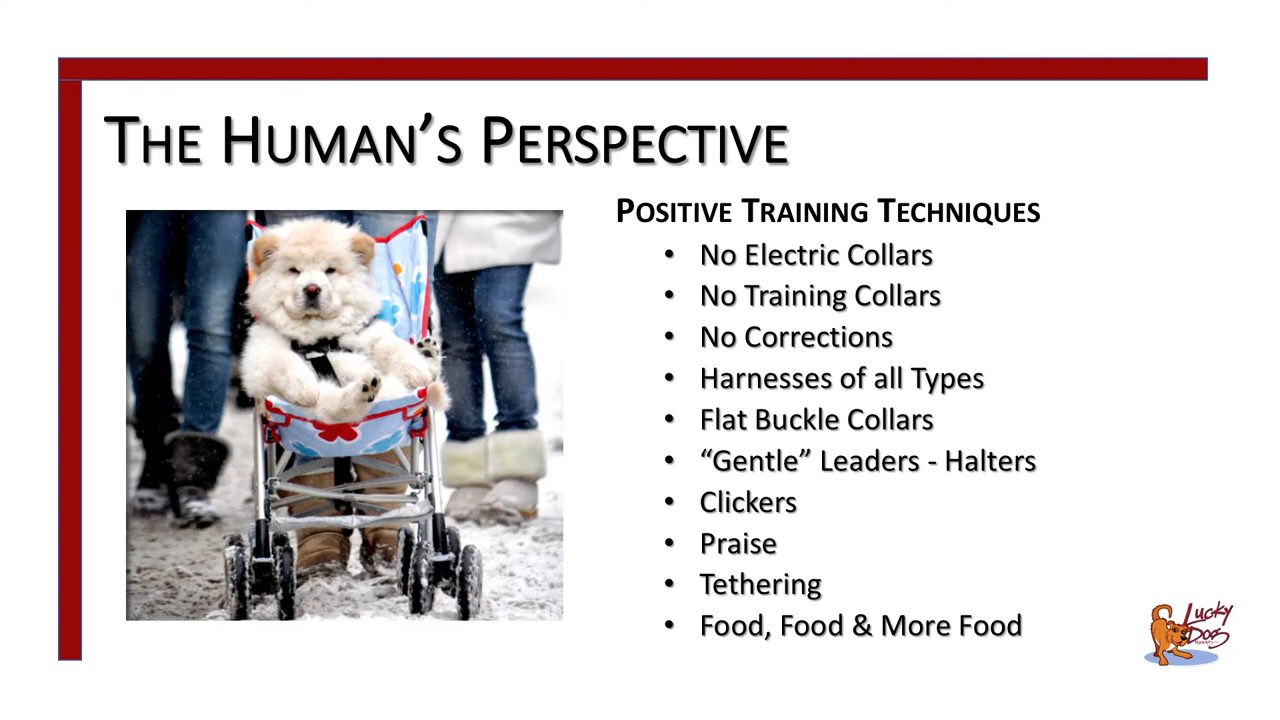 THE HUMAN’S PERSPECTIVE
POSITIVE TRAINING TECHNIQUES
• No Electric Collars
• No Training Collars
• No Corrections
• Harnesses of all Types
• Flat Buckle Collars
• “Gentle” Leaders - Halters
• Clickers
• Praise
• Tethering
• Food, Food & More Food
Lucky
Dogs